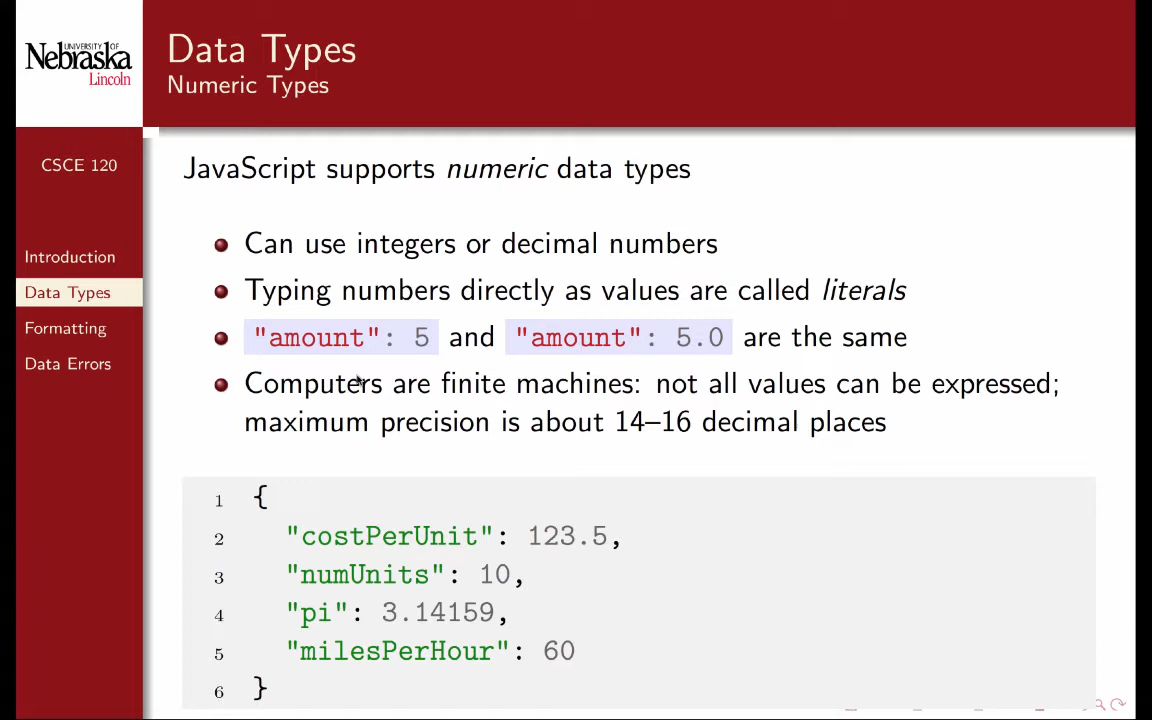 UNIVERSITY OF
Nebraska
Lincoln
Data Types
Numeric Types
CSCE 120
Introduction
Data Types
Formatting
Data Errors
JavaScript supports numeric data types
Can use integers or decimal numbers
Typing numbers directly as values are called literals
"amount": 5 and "amount": 5.0 are the same
Computers are finite machines: not all values can be expressed;
maximum precision is about 14–16 decimal places
1 {
2 "costPerUnit": 123.5,
3 "numUnits": 10,
4 "pi": 3.14159,
5 "milesPerHour": 60
6 }